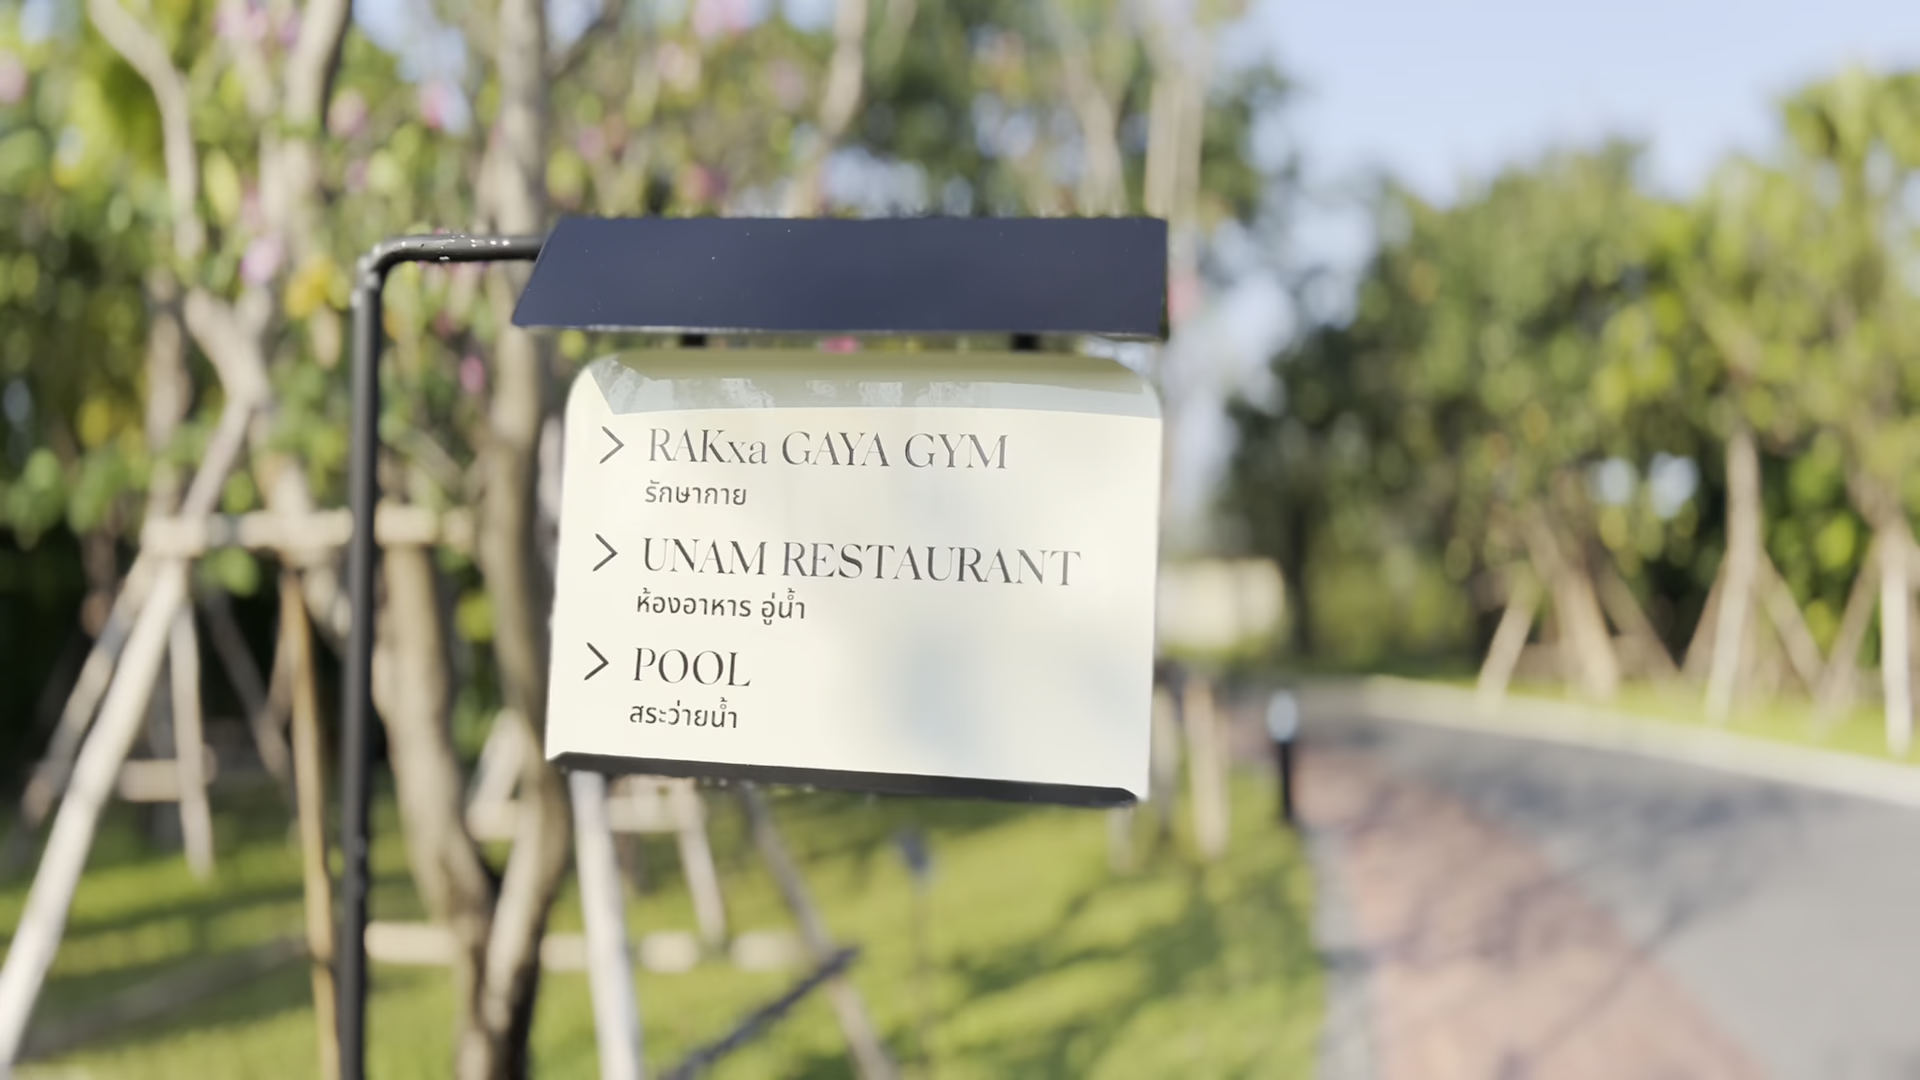 > RAKxa GAYA GYM
รักษากาย
> UNAM RESTAURANT
ห้องอาหาร อู่น้ำ
> POOL
สระว่ายน้ำ